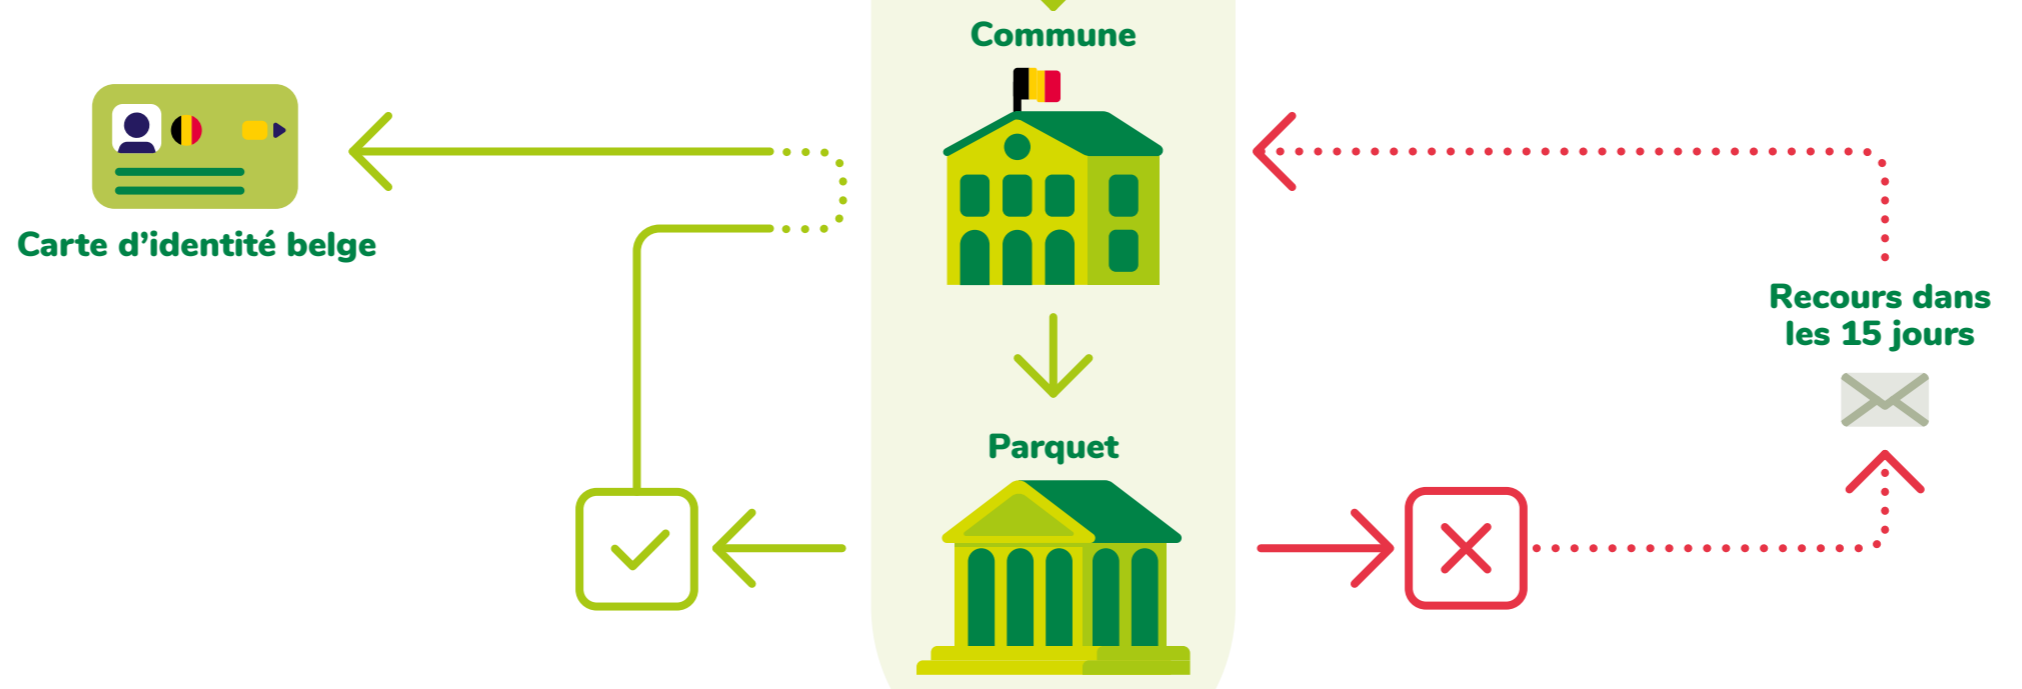 Commune
Carte d’identité belge
Recours dans
les 15 jours
Parquet